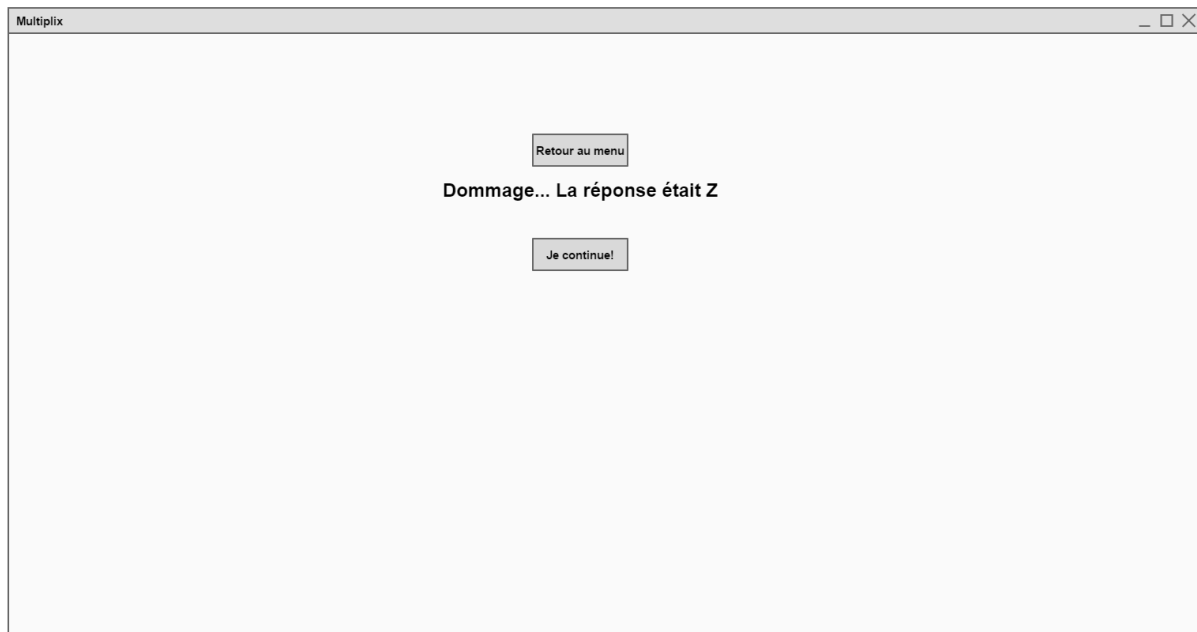 Multiplix
Retour au menu
Dommage... La réponse était Z
Je continue!